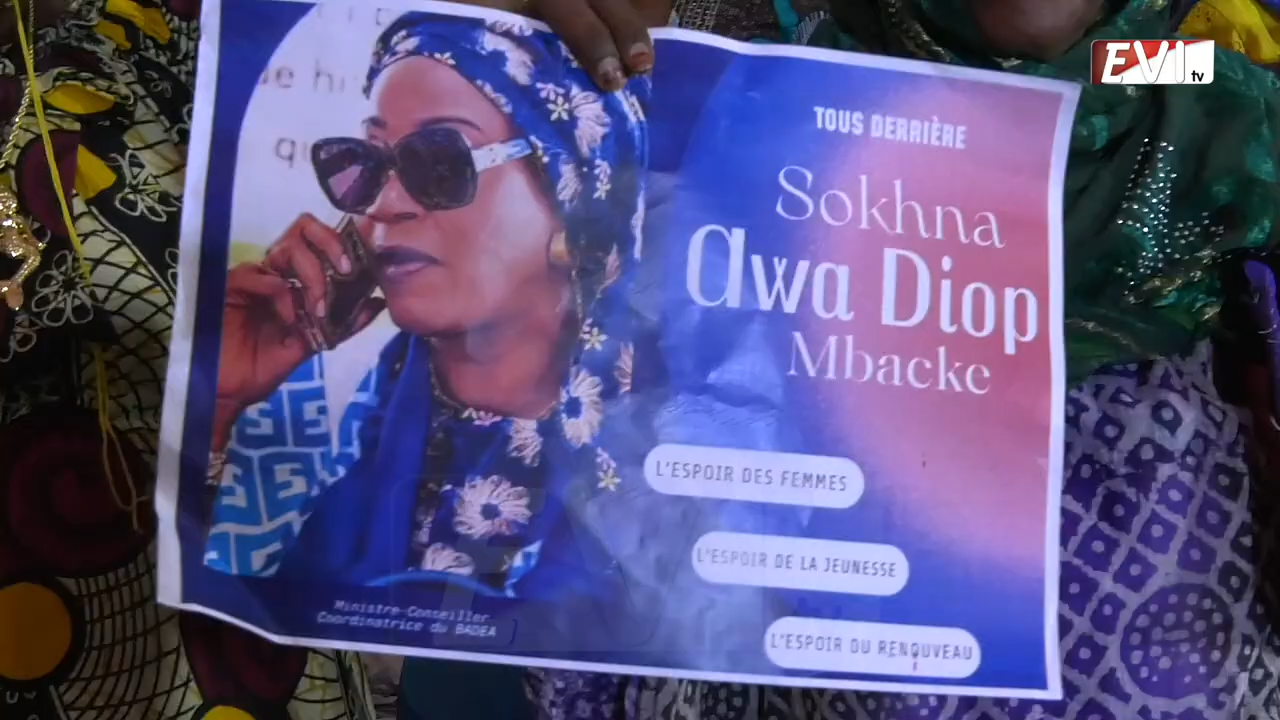 EVI tv
TOUS DERRIÈRE
Sokhna
Awa Diop
Mbacke
L'ESPOIR DES FEMMES
L'ESPOIR DE LA JEUNESSE
L'ESPOIR DU RENOUVEAU
Ministre-Conseiller
Coordinatrice du BADEA